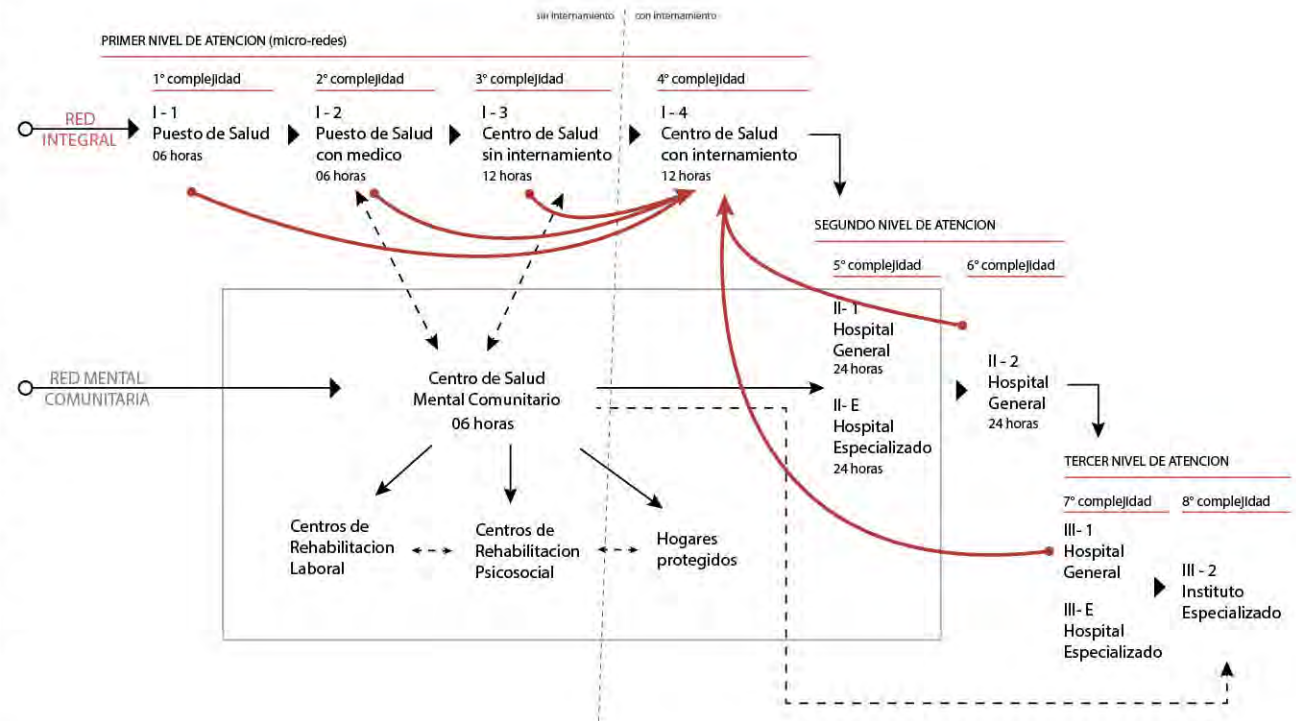 sin internamiento con internamiento
PRIMER NIVEL DE ATENCION (micro-redes)
1° complejidad
2° complejidad
3° complejidad
4° complejidad
RED
INTEGRAL
I - 1
Puesto de Salud
06 horas
I - 2
Puesto de Salud
con medico
06 horas
I - 3
Centro de Salud
sin internamiento
12 horas
I - 4
Centro de Salud
con internamiento
12 horas
SEGUNDO NIVEL DE ATENCION
5° complejidad
6° complejidad
II- 1
Hospital
General
24 horas
II- E
Hospital
Especializado
24 horas
II - 2
Hospital
General
24 horas
RED MENTAL
COMUNITARIA
Centro de Salud
Mental Comunitario
06 horas
Centros de
Rehabilitacion
Laboral
Centros de
Rehabilitacion
Psicosocial
Hogares
protegidos
TERCER NIVEL DE ATENCION
7° complejidad
8° complejidad
III- 1
Hospital
General
III- E
Hospital
Especializado
III - 2
Instituto
Especializado